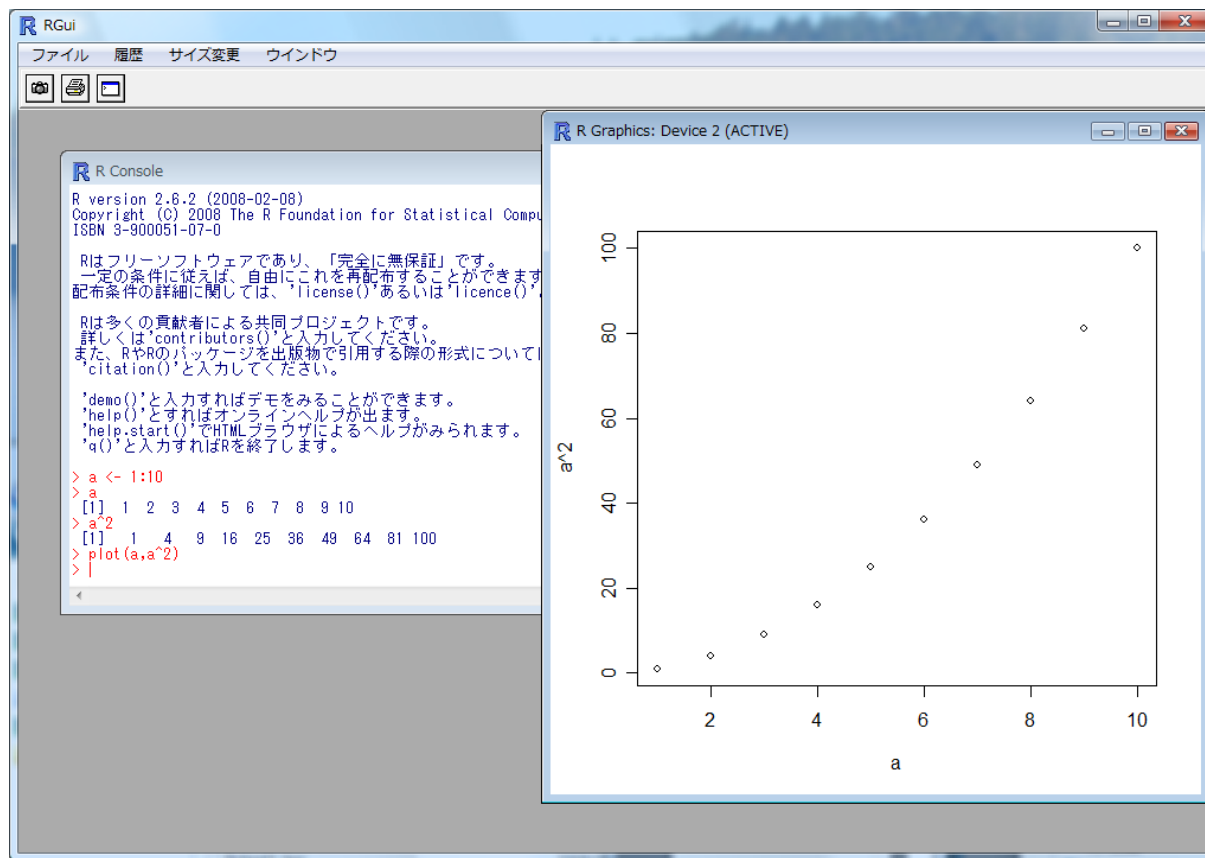 RGui
ファイル 履歴 サイズ変更 ウインドウ
R Console
R version 2.6.2 (2008-02-08)
Copyright (C) 2008 The R Foundation for Statistical
ISBN 3-900051-07-0
Rはフリーソフトウェアであり、「完全に無保証」です。
一定の条件に従えば、自由にこれを再配布することができます
配布条件の詳細に関しては、'license()'あるいは'licence()'
Rは多くの貢献者による共同プロジェクトです。
詳しくは'contributors()'と入力してください。
また、RやRのパッケージを出版物で引用する際の形式について
'citation()'と入力してください。
'demo()'と入力すればデモをみることができます。
'help()'とすればオンラインヘルプが出ます。
'help.start()'でHTMLブラウザによるヘルプがみられます。
'q()'と入力すればRを終了します。
> a <- 1:10
> a
[1] 1 2 3 4 5 6 7 8 9 10
> a^2
[1] 1 4 9 16 25 36 49 64 81 100
> plot(a,a^2)
>
R Graphics: Device 2 (ACTIVE)
a^2
100
80
60
40
20
0
2 4 6 8 10
a